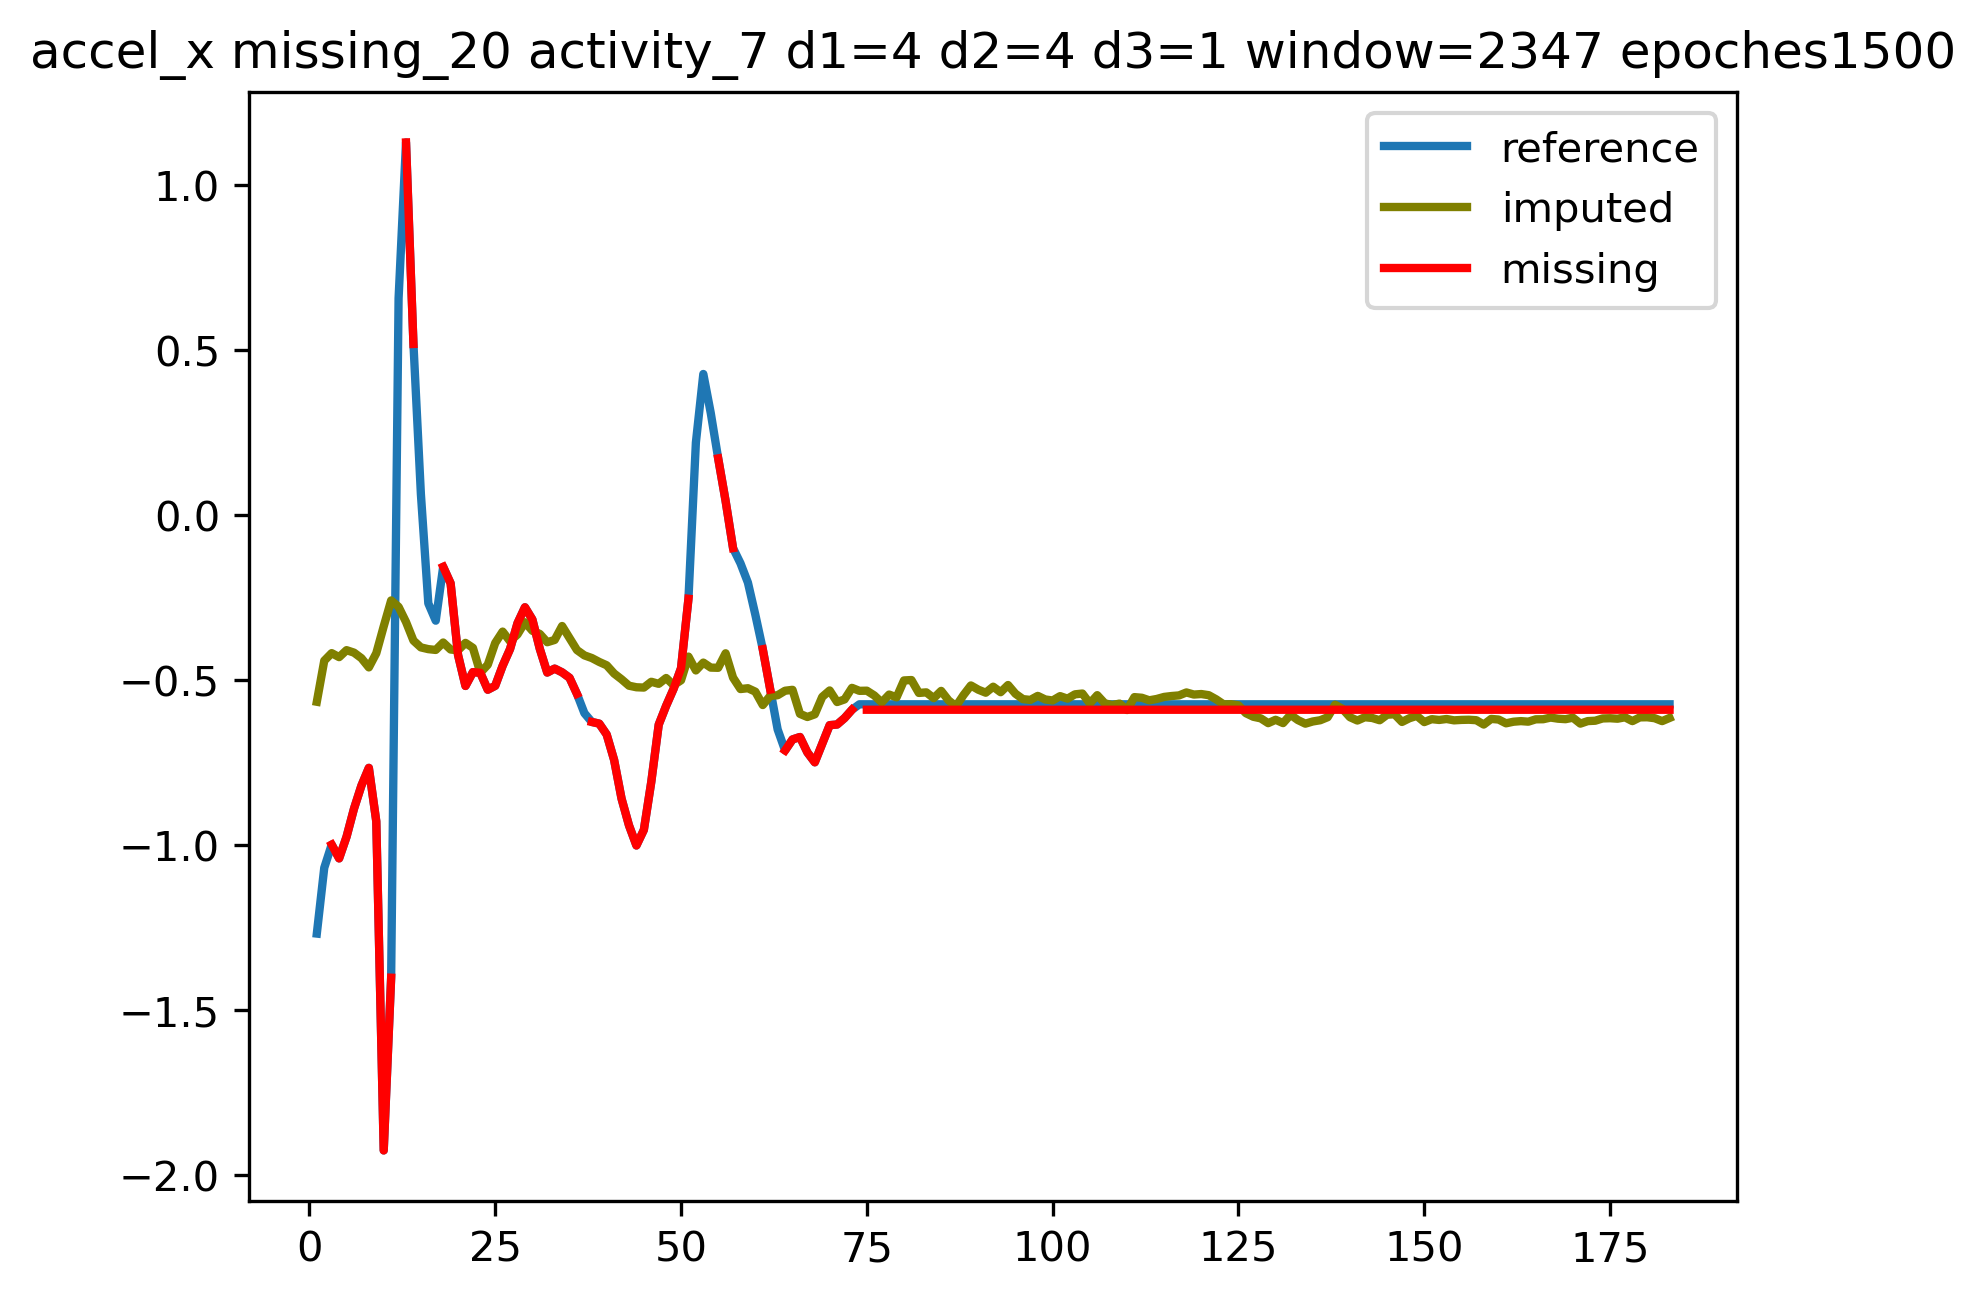 accel_x missing_20 activity_7 d1=4 d2=4 d3=1 window=2347 epoches1500
reference
imputed
missing
1.0
0.5
0.0
−0.5
−1.0
−1.5
−2.0
0 25 50 75 100 125 150 175